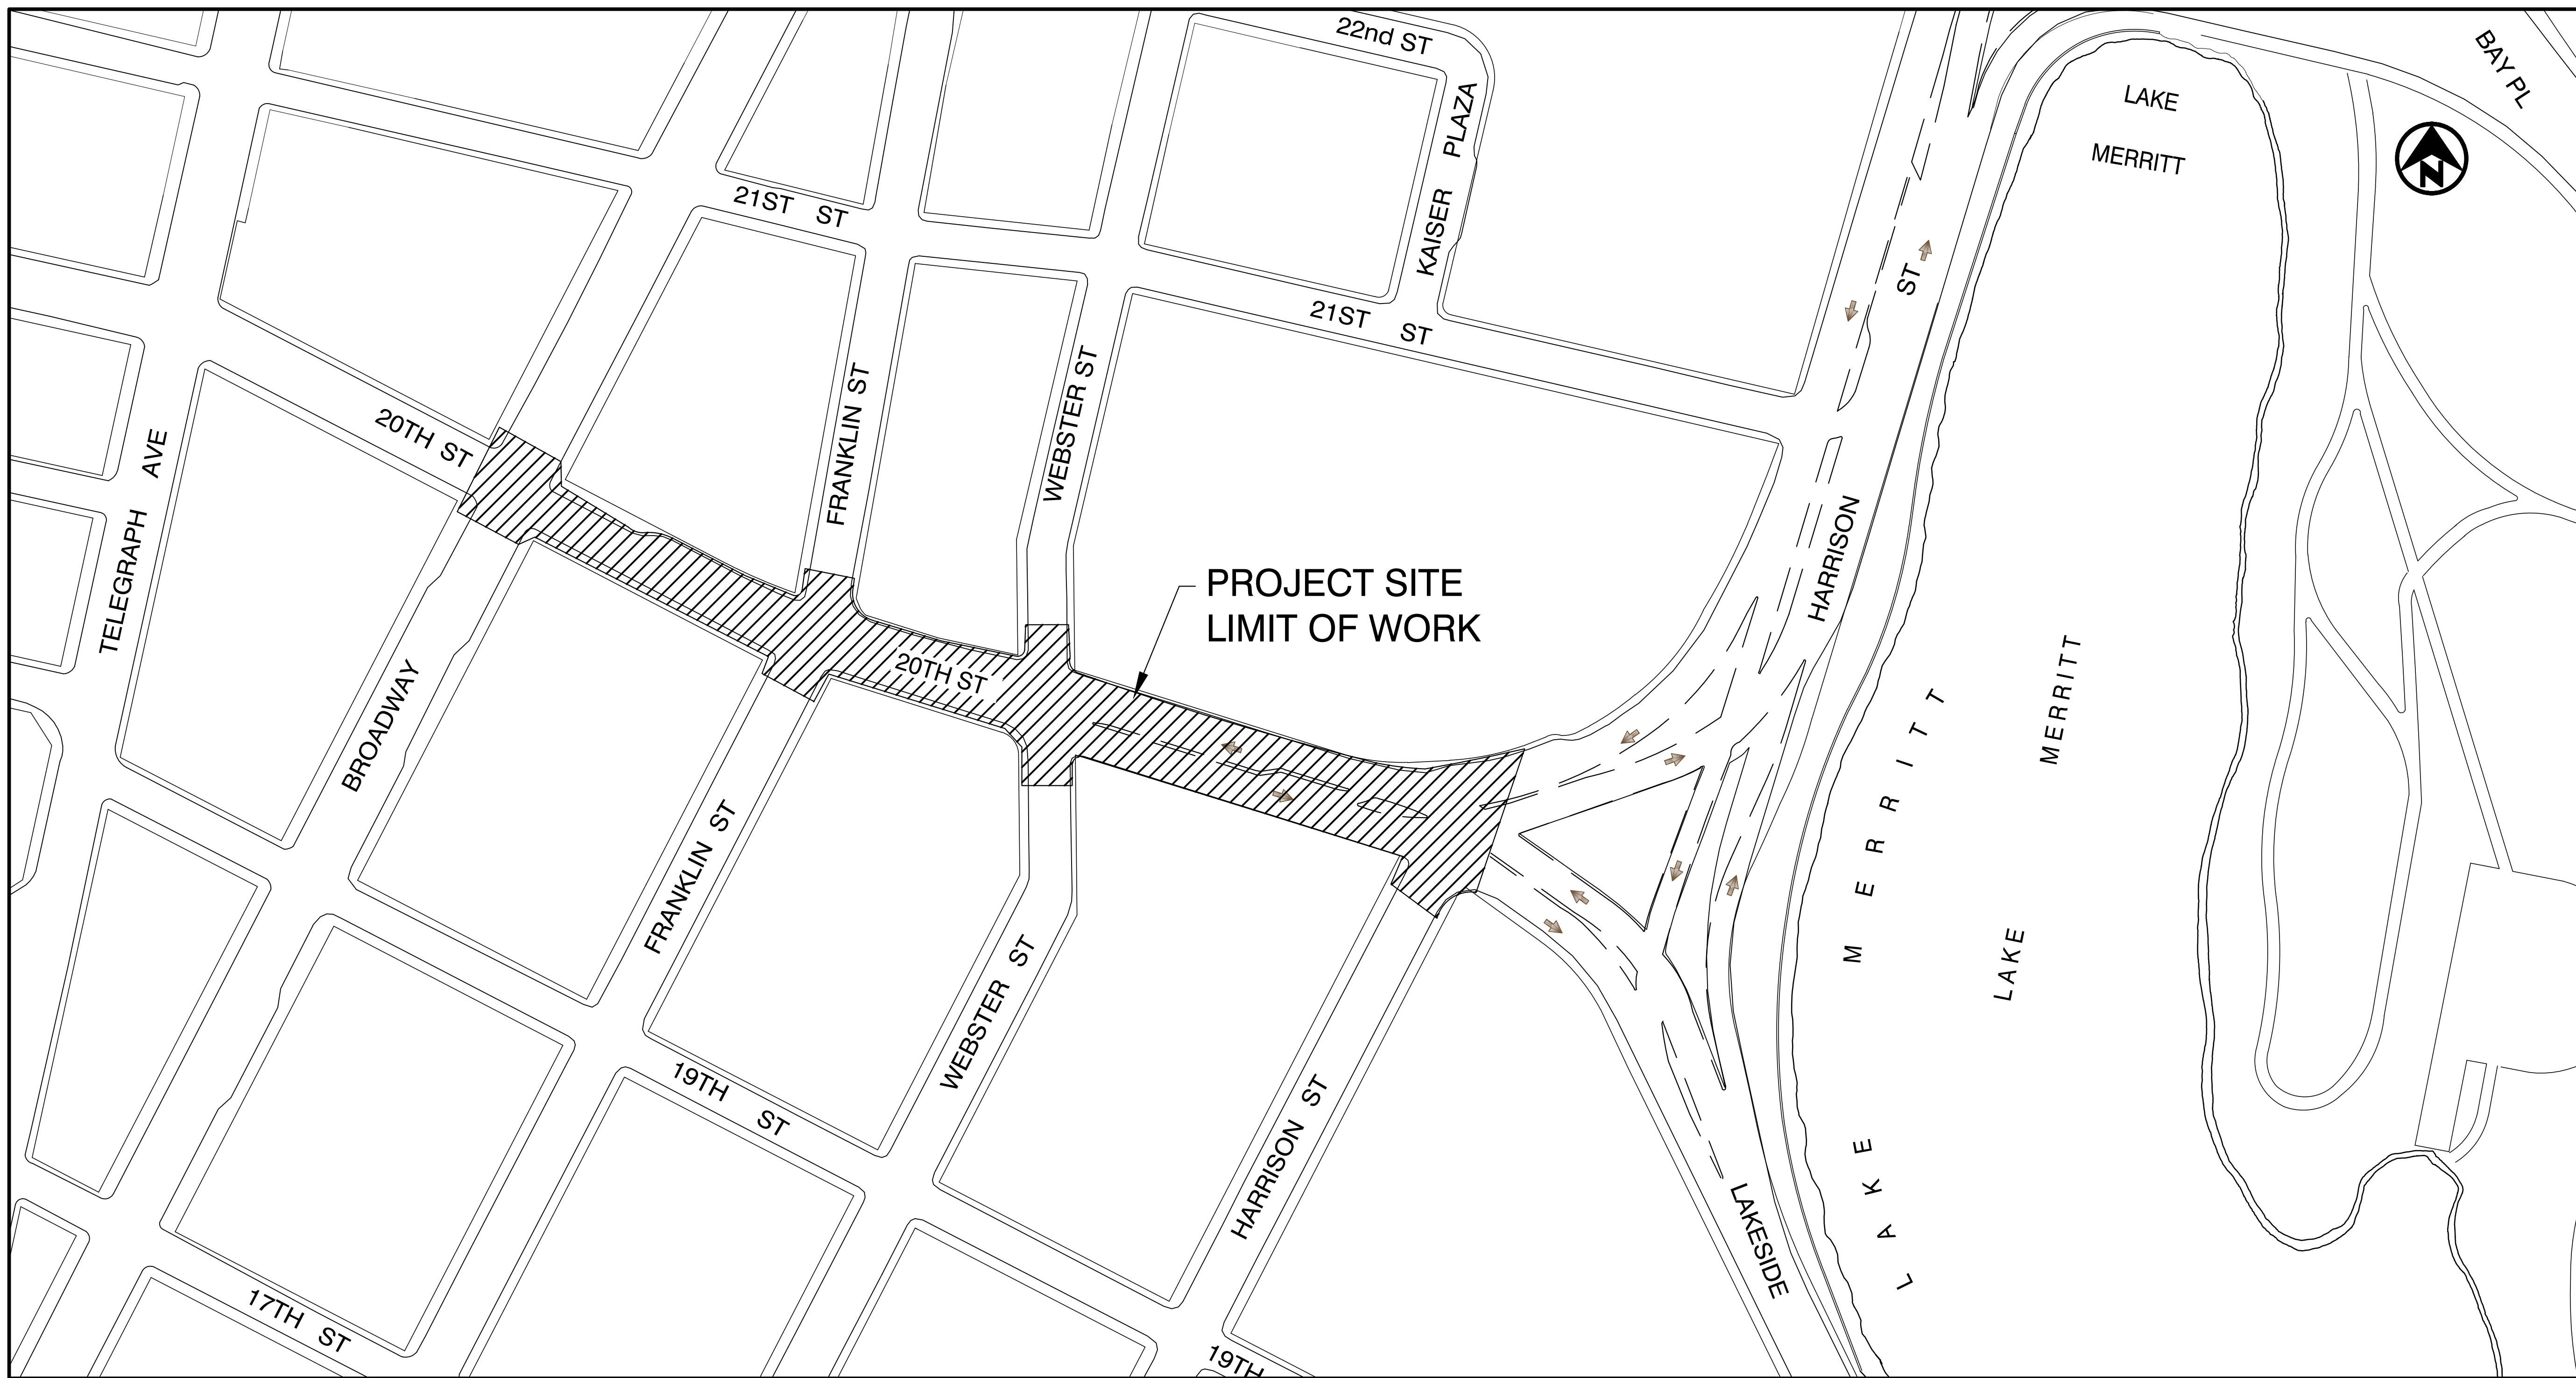 22nd ST
BAY PL
LAKE
MERRITT
N
KAISER PLAZA
21ST ST
ST
21ST ST
WEBSTER ST
FRANKLIN ST
20TH ST
TELEGRAPH AVE
HARRISON
PROJECT SITE
LIMIT OF WORK
20TH ST
BROADWAY
LAKE MERRITT
LAKE MERRITT
FRANKLIN ST
WEBSTER ST
19TH ST
HARRISON ST
LAKESIDE
17TH ST
19TH